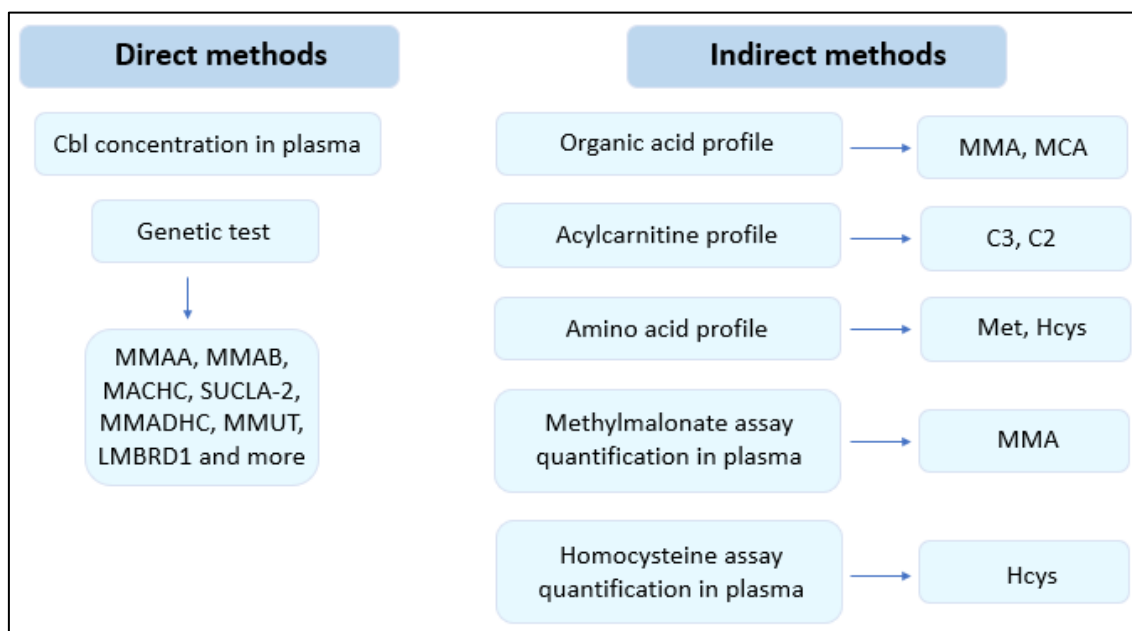 Direct methods
Cbl concentration in plasma
Genetic test
MMAA, MMAB,
MACHC, SUCLA-2,
MMADHC, MMUT,
LMBRD1 and more
Indirect methods
Organic acid profile
MMA, MCA
Acylcarnitine profile
C3, C2
Amino acid profile
Met, Hcys
Methylmalonate assay
quantification in plasma
MMA
Homocysteine assay
quantification in plasma
Hcys